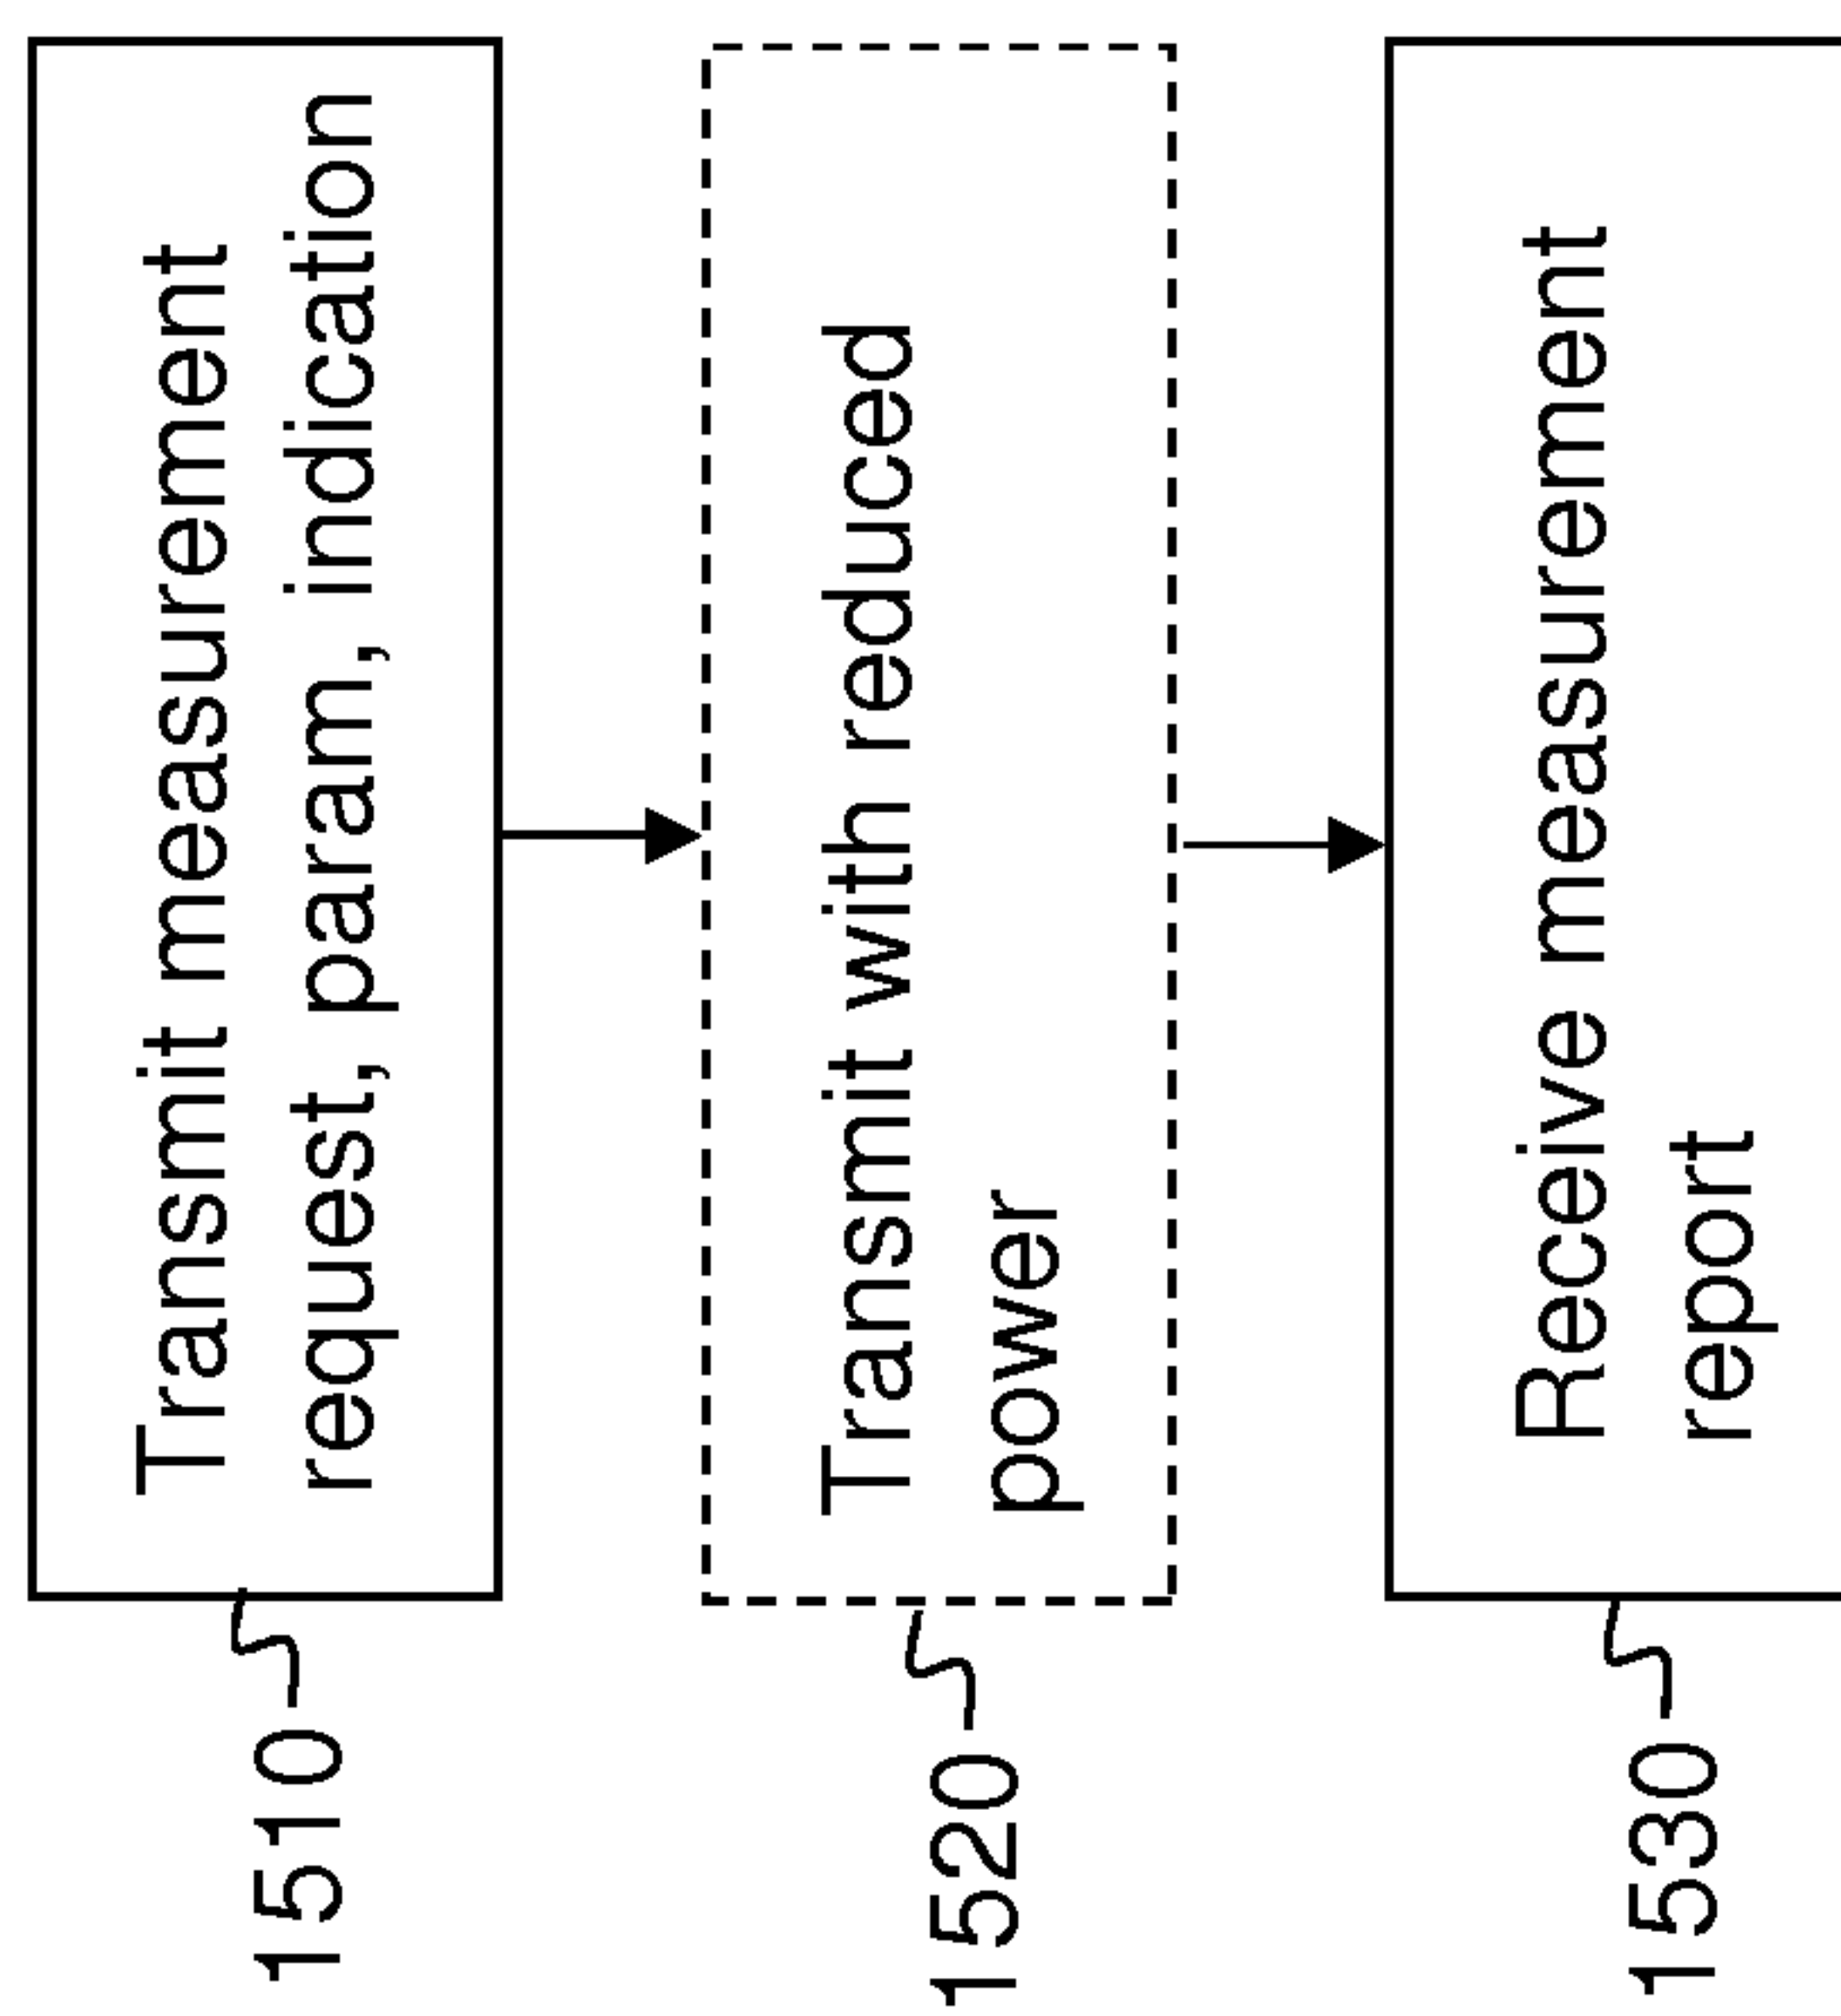 Transmit measurement
request, param, indication
1510
Transmit with reduced
power
1520
Receive measurement
report
1530